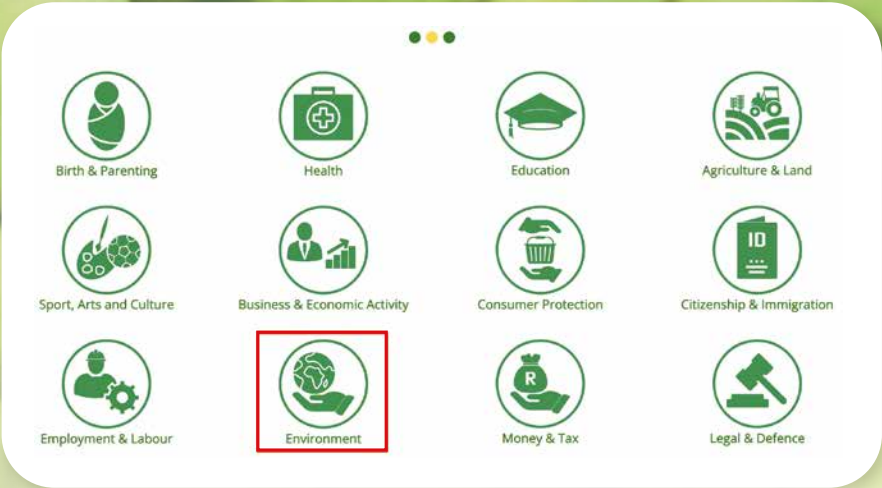 Birth & Parenting
Health
Education
Agriculture & Land
ID
Sport, Arts and Culture
Business & Economic Activity
Consumer Protection
Citizenship & Immigration
R
Employment & Labour
Environment
Money & Tax
Legal & Defence